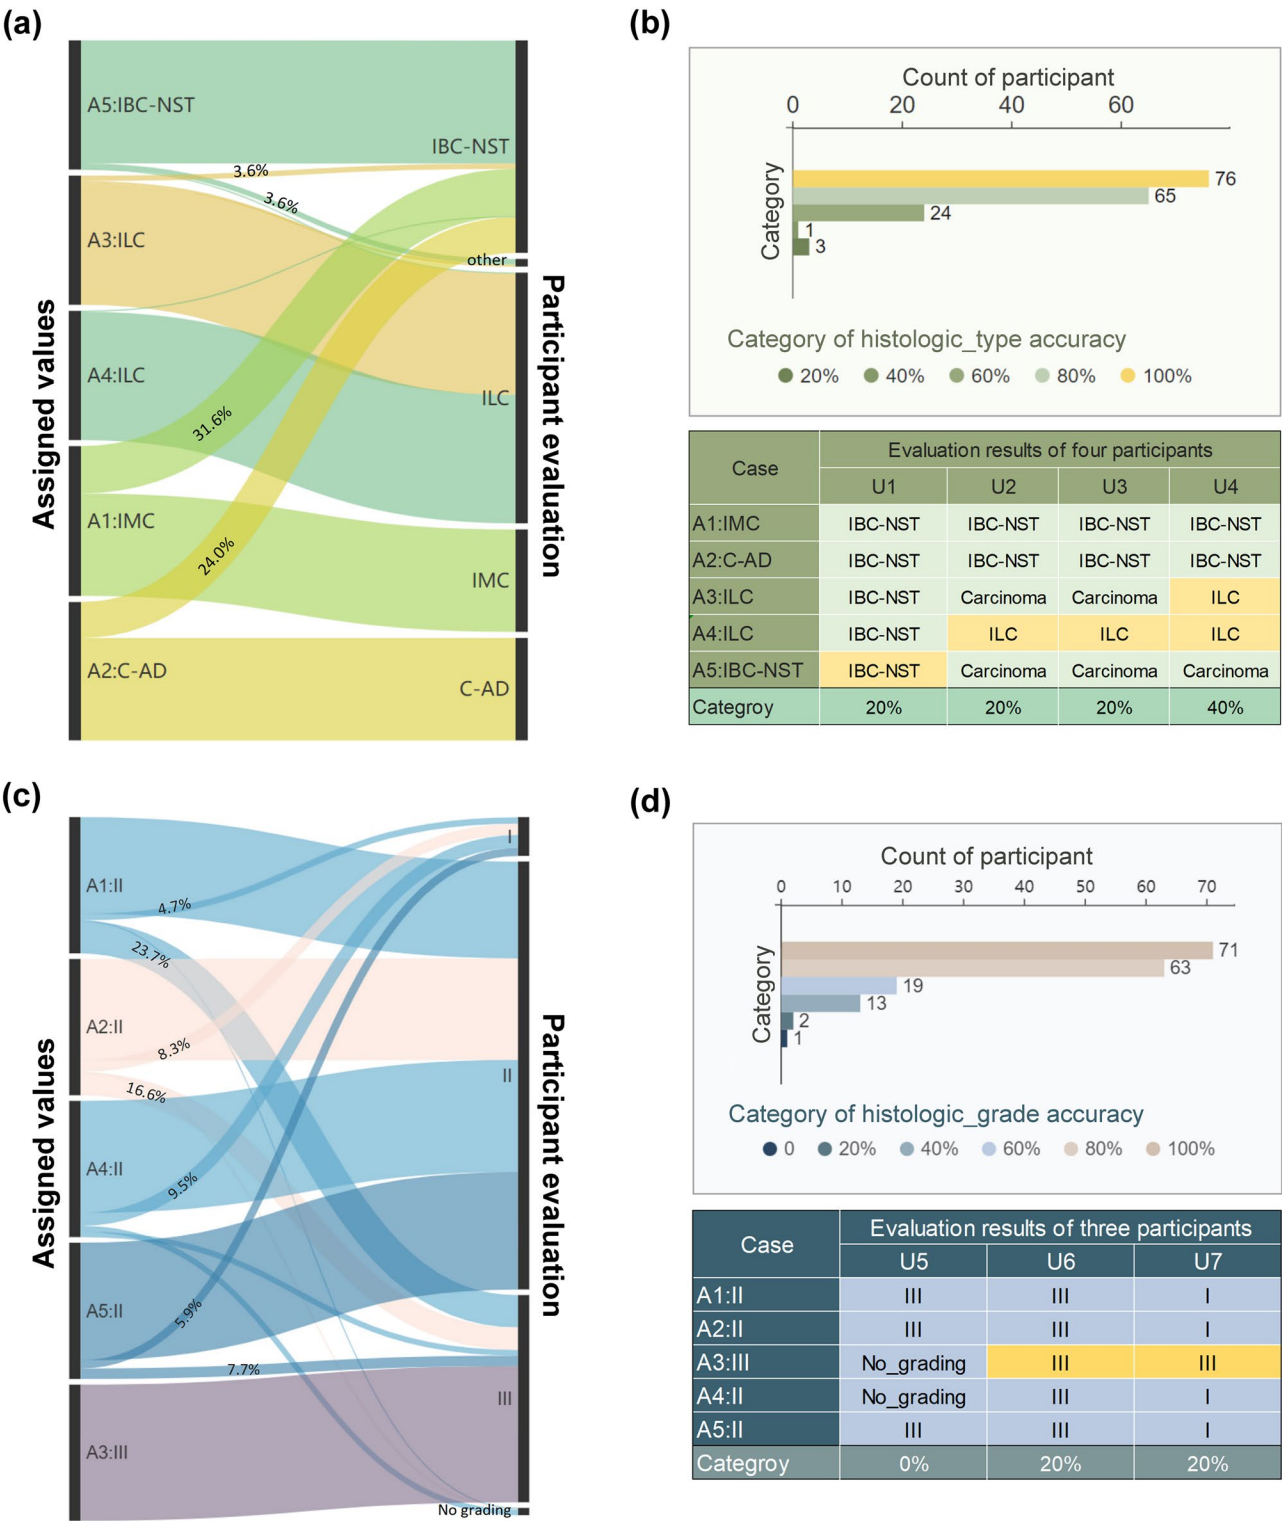 (a)
A5:IBC-NST
A3:ILC
A4:ILC
A1:IMC
A2:C-AD
3.6%
3.6%
31.6%
24.0%
IBC-NST
other
ILC
IMC
C-AD
Assigned values
Participant evaluation
(b)
Count of participant
0 20 40 60
Category
76
65
24
1
3
Category of histologic_type accuracy
20% 40% 60% 80% 100%
Case Evaluation results of four participants
U1 U2 U3 U4
A1:IMC IBC-NST IBC-NST IBC-NST IBC-NST
A2:C-AD IBC-NST IBC-NST IBC-NST IBC-NST
A3:ILC IBC-NST Carcinoma Carcinoma ILC
A4:ILC IBC-NST ILC ILC ILC
A5:IBC-NST IBC-NST Carcinoma Carcinoma Carcinoma
Categroy 20% 20% 20% 40%
(c)
A1:II
A2:II
A4:II
A5:II
A3:III
4.7%
23.7%
8.3%
16.6%
9.5%
5.9%
7.7%
I
II
III
No grading
Assigned values
Participant evaluation
(d)
Count of participant
0 10 20 30 40 50 60 70
Category
71
63
19
13
2
1
Category of histologic_grade accuracy
0 20% 40% 60% 80% 100%
Case Evaluation results of three participants
U5 U6 U7
A1:II III III I
A2:II III III I
A3:III No_grading III III
A4:II No_grading III I
A5:II III III I
Categroy 0% 20% 20%